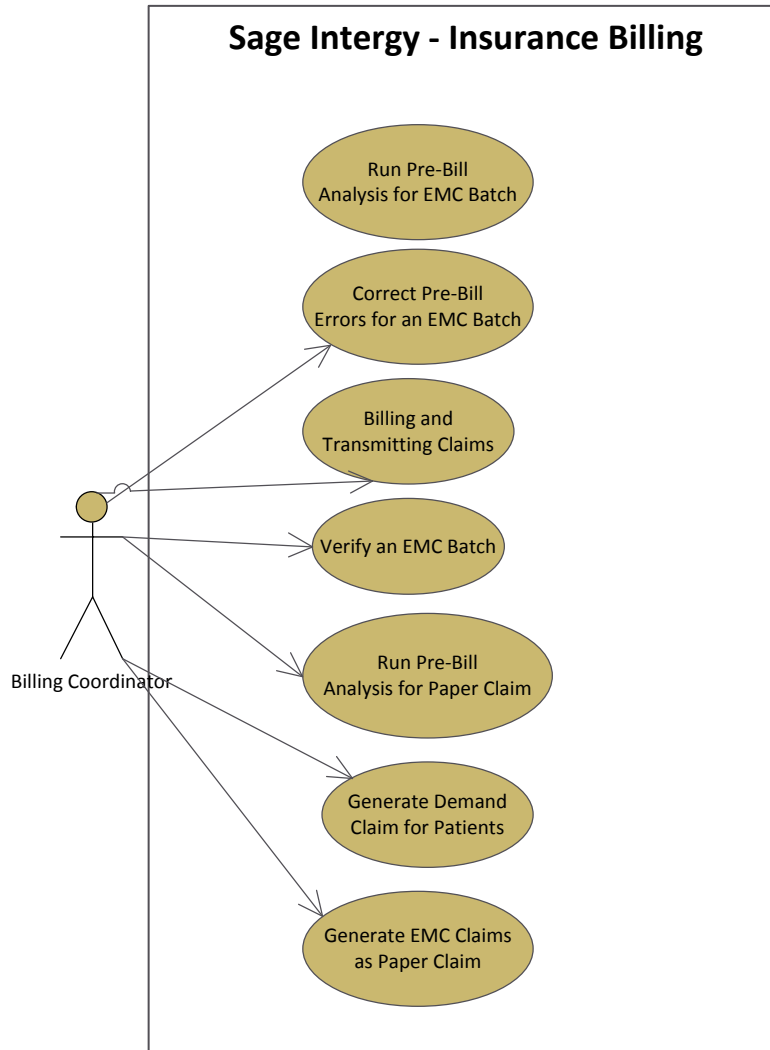 Sage Intergy - Insurance Billing
Run Pre-Bill
Analysis for EMC Batch
Correct Pre-Bill
Errors for an EMC Batch
Billing and
Transmitting Claims
Verify an EMC Batch
Run Pre-Bill
Analysis for Paper Claim
Billing Coordinator
Generate Demand
Claim for Patients
Generate EMC Claims
as Paper Claim